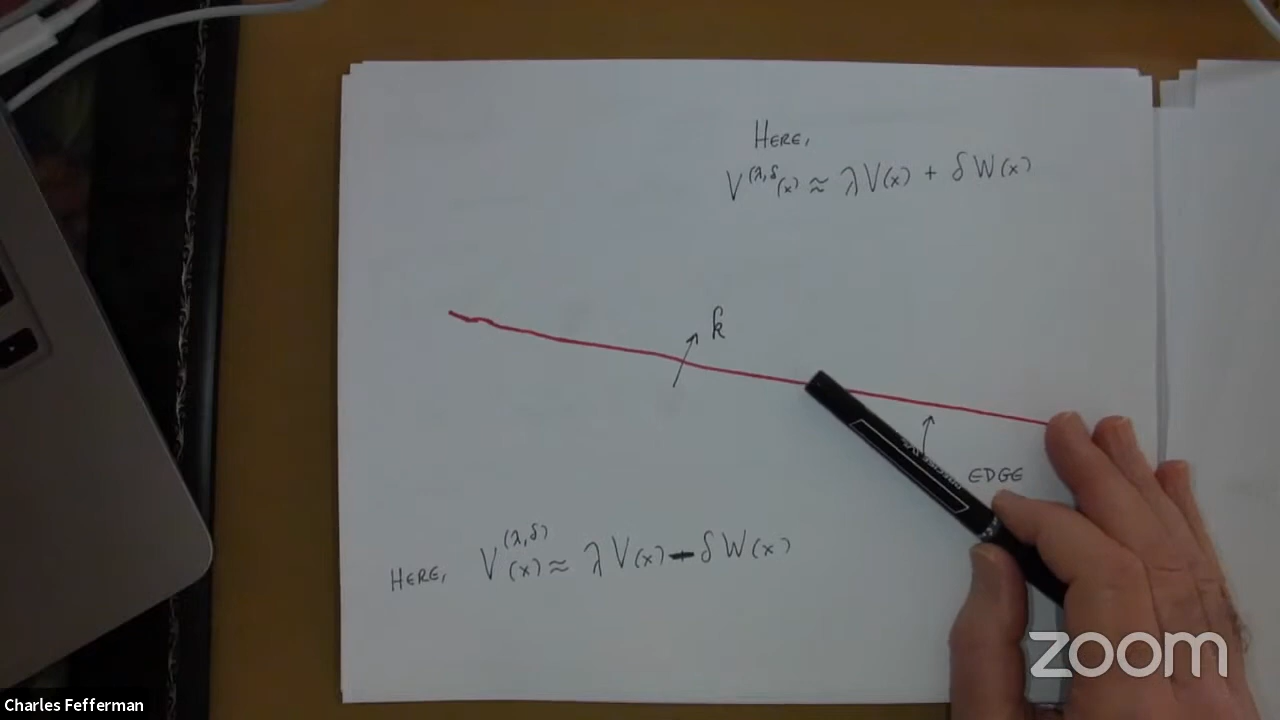 HERE,
V^(λ,δ(x) ≈ λV(x) + δW(x)
k
EDGE
HERE, V^(λ,δ)(x) ≈ λV(x) - δW(x)
zoom
Charles Fefferman